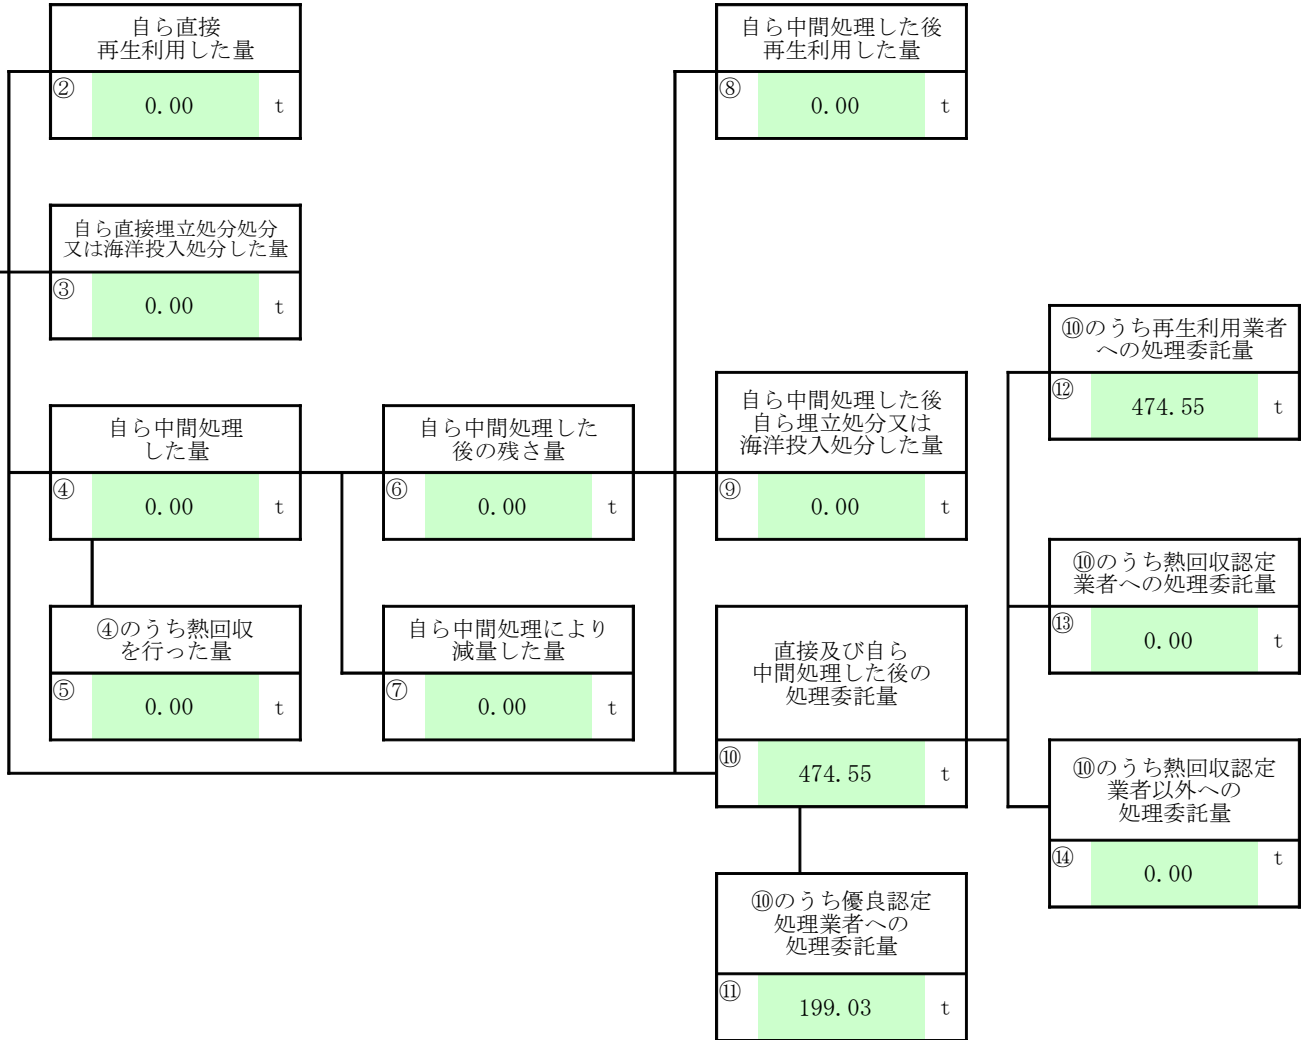 自ら直接
再生利用した量
② 0.00 t
自ら中間処理した後
再生利用した量
⑧ 0.00 t
自ら直接埋立処分処分
又は海洋投入処分した量
③ 0.00 t
⑩のうち再生利用業者
への処理委託量
⑫ 474.55 t
自ら中間処理
した量
④ 0.00 t
自ら中間処理した
後の残さ量
⑥ 0.00 t
自ら中間処理した後
自ら埋立処分又は
海洋投入処分した量
⑨ 0.00 t
⑩のうち熱回収認定
業者への処理委託量
⑬ 0.00 t
④のうち熱回収
を行った量
⑤ 0.00 t
自ら中間処理により
減量した量
⑦ 0.00 t
直接及び自ら
中間処理した後の
処理委託量
⑩ 474.55 t
⑩のうち熱回収認定
業者以外への
処理委託量
⑭ 0.00 t
⑩のうち優良認定
処理業者への
処理委託量
⑪ 199.03 t